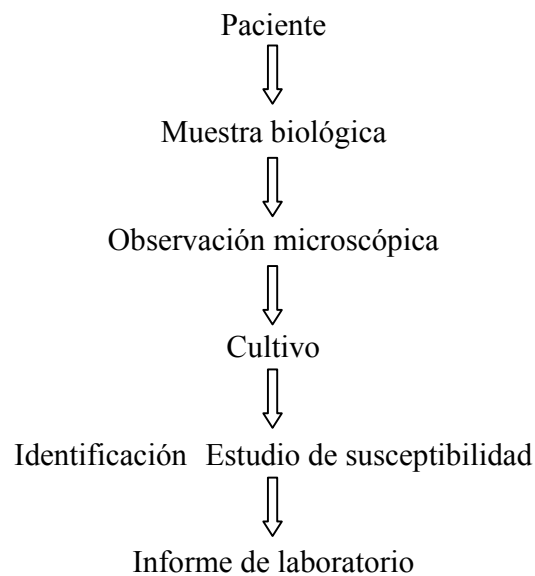 Paciente
Muestra biológica
Observación microscópica
Cultivo
Identificación Estudio de susceptibilidad
Informe de laboratorio